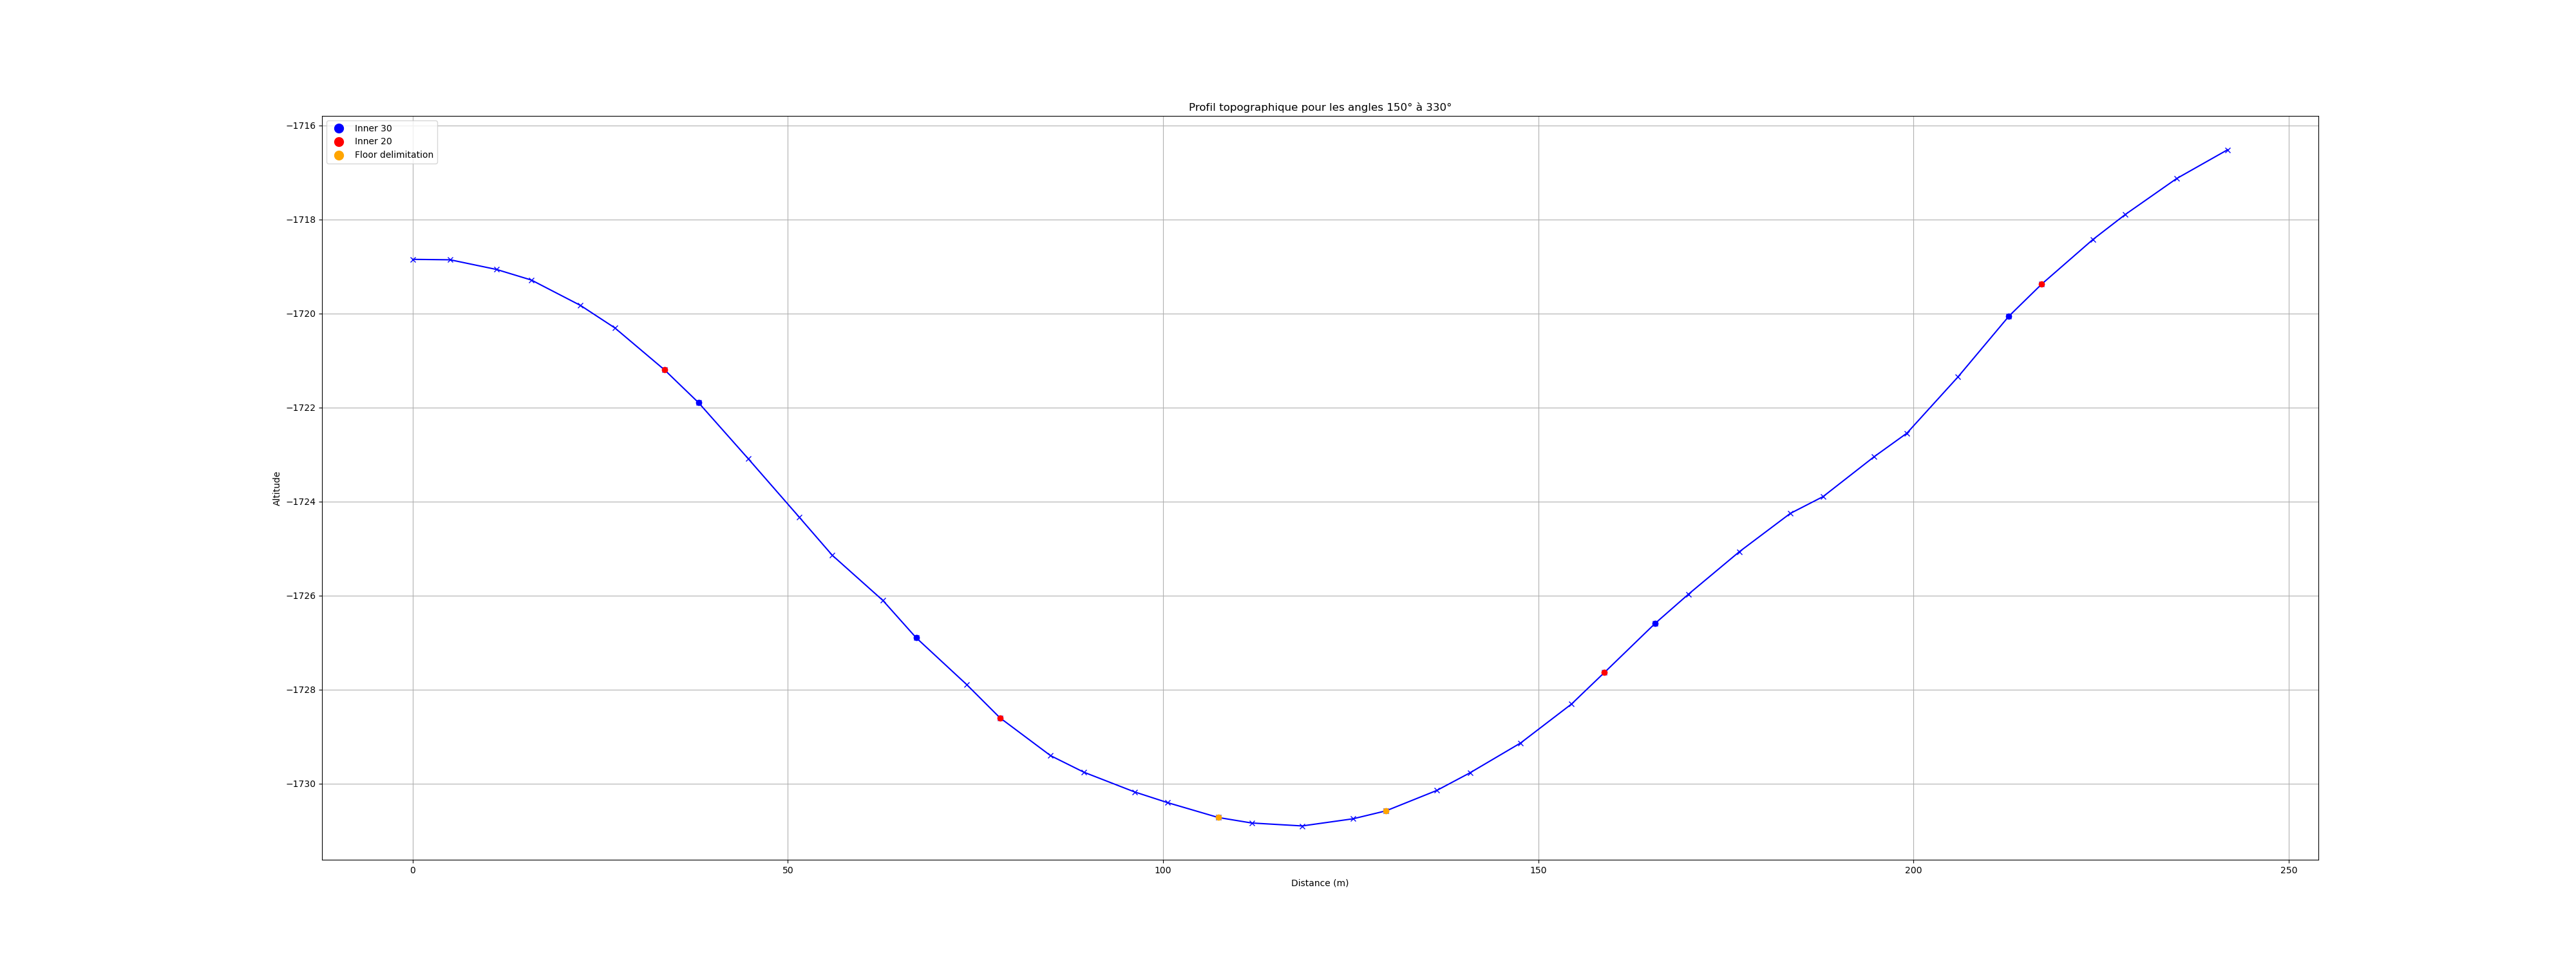 Profil topographique pour les angles 150° à 330°
Inner 30
Inner 20
Floor delimitation
−1716
−1718
−1720
−1722
−1724
−1726
−1728
−1730
Altitude
0 50 100 150 200 250
Distance (m)